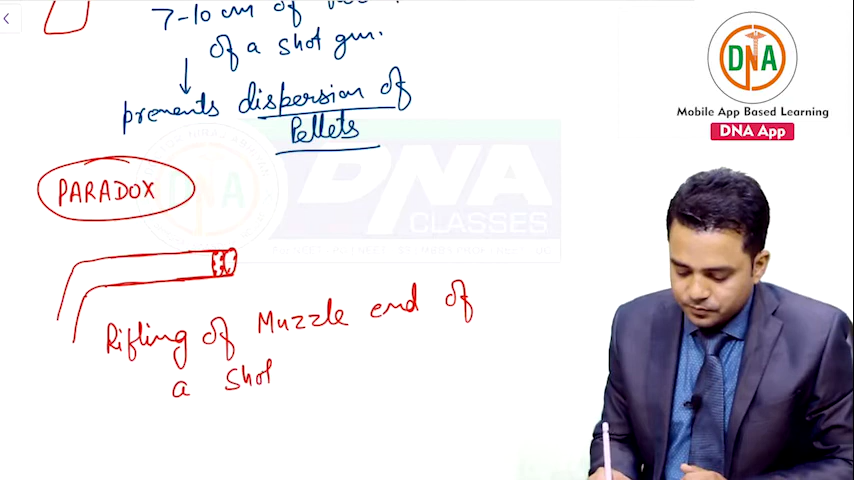 7-10 cm of
of a shot gun.
prevents dispersion of
Pellets
PARADOX
Rifling of Muzzle end of
a shot
DNA
Mobile App Based Learning
DNA App
DNA
CLASSES